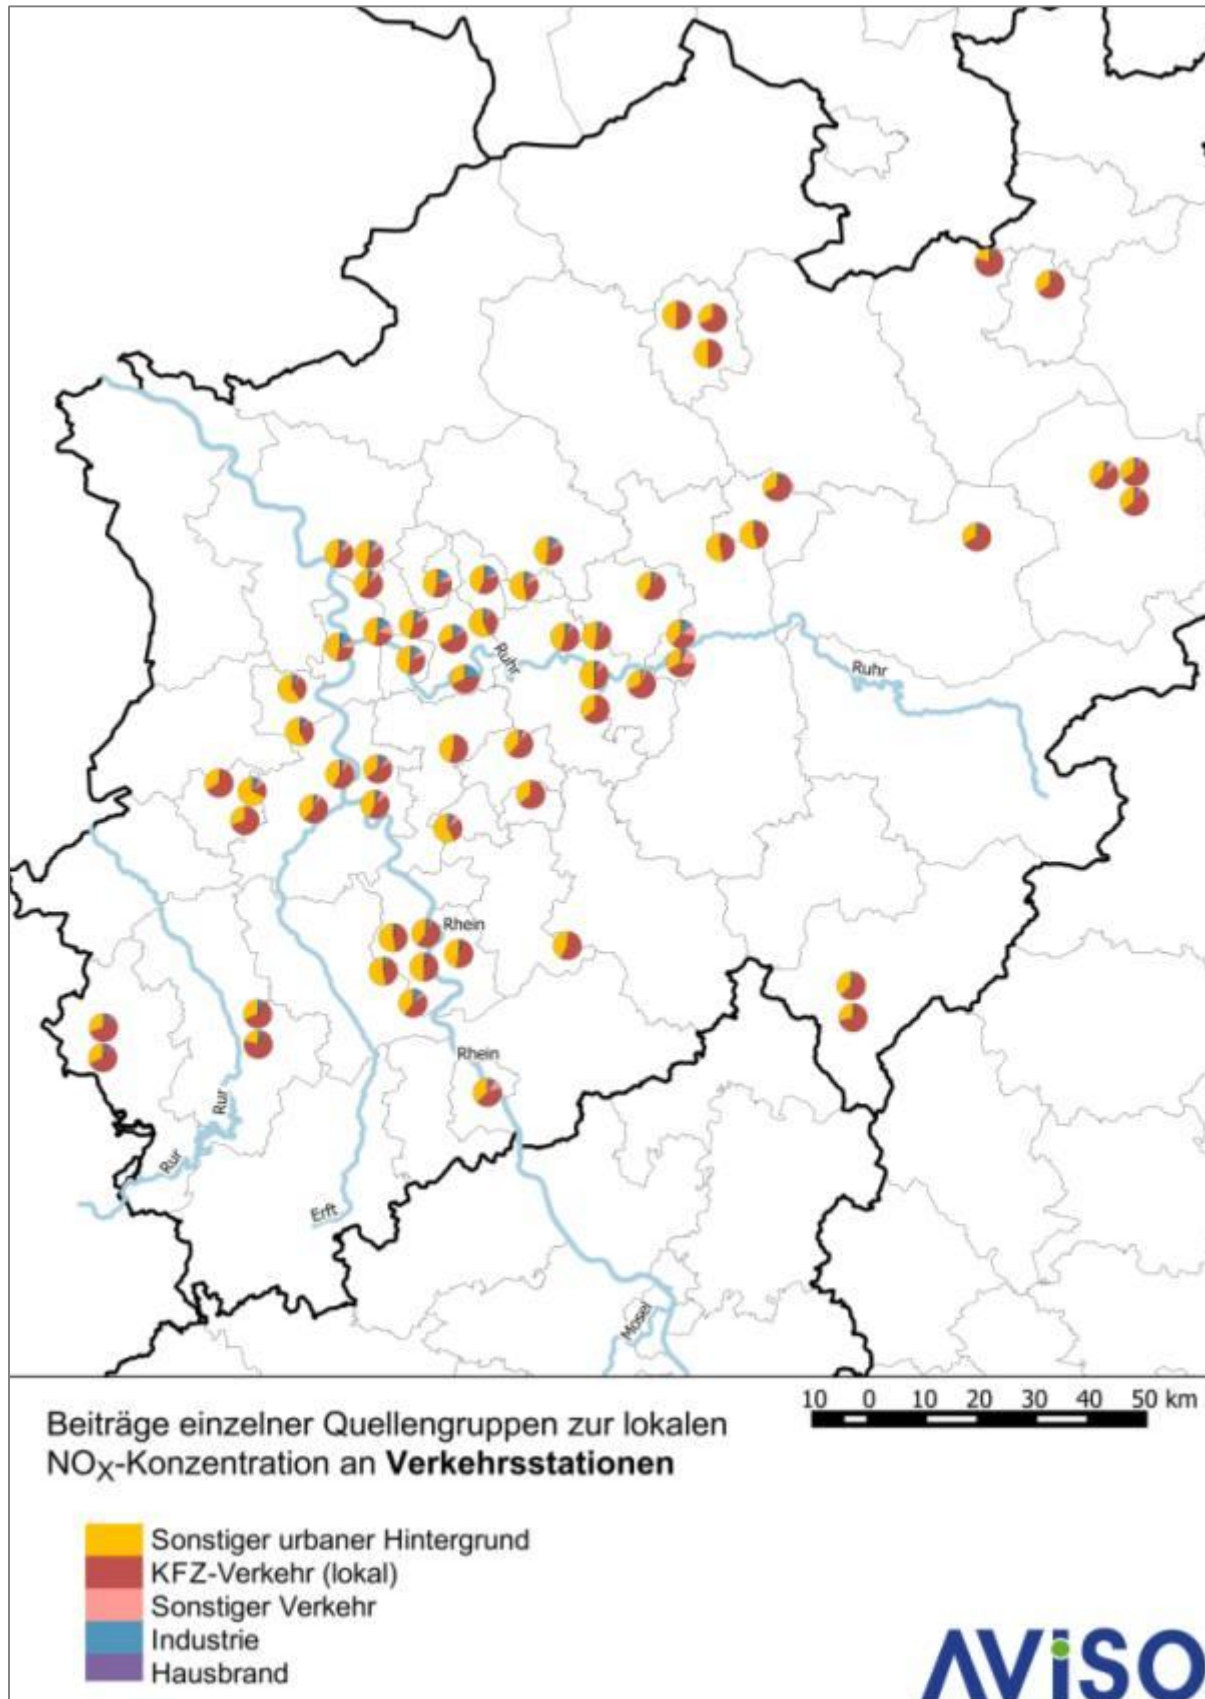 Ruhr
Ruhr
Rhein
Rhein
Rur
Rur
Erft
Mosel
10 0 10 20 30 40 50 km
Beiträge einzelner Quellengruppen zur lokalen
NOX-Konzentration an Verkehrsstationen
Sonstiger urbaner Hintergrund
KFZ-Verkehr (lokal)
Sonstiger Verkehr
Industrie
Hausbrand
AViSO